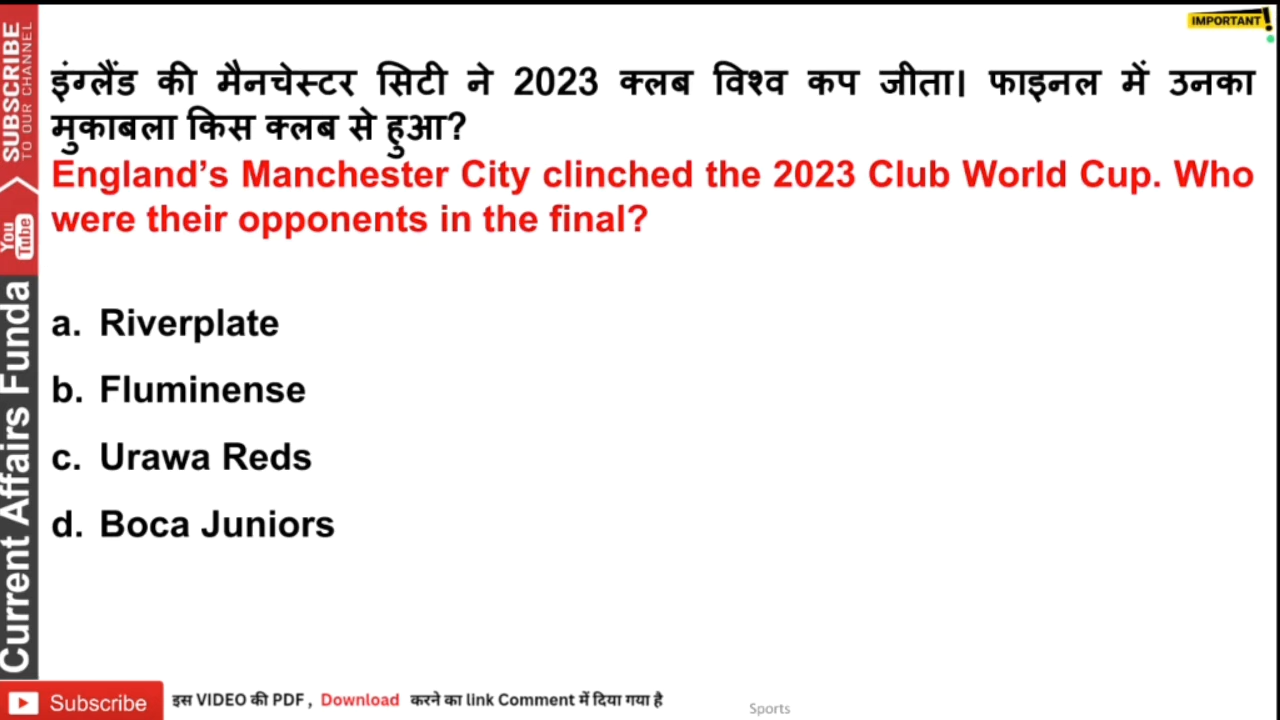 IMPORTANT!
SUBSCRIBE
TO OUR CHANNEL
You
Tube
Current Affairs Funda
इंग्लैंड की मैनचेस्टर सिटी ने 2023 क्लब विश्व कप जीता। फाइनल में उनका
मुकाबला किस क्लब से हुआ?
England’s Manchester City clinched the 2023 Club World Cup. Who
were their opponents in the final?
a. Riverplate
b. Fluminense
c. Urawa Reds
d. Boca Juniors
Subscribe
इस VIDEO की PDF , Download करने का link Comment में दिया गया है
Sports